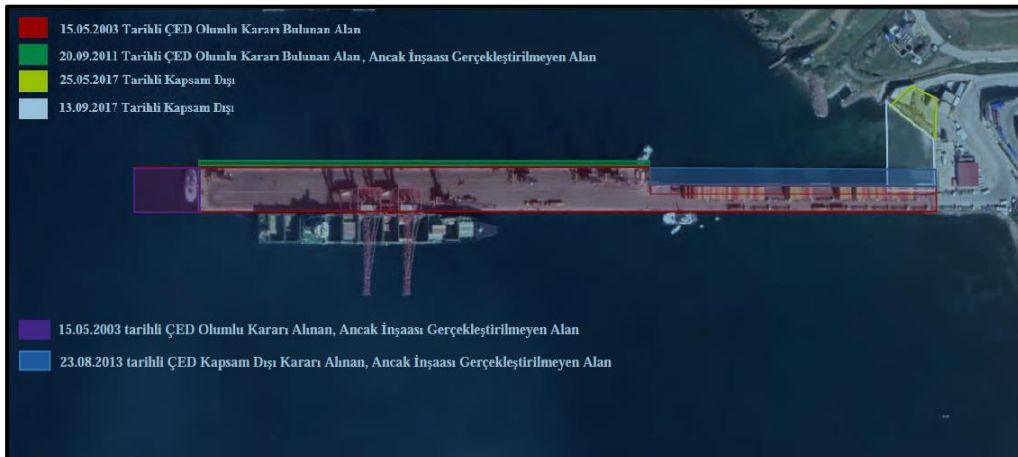 15.05.2003 Tarihli ÇED Olumlu Kararı Bulunan Alan
20.09.2011 Tarihli ÇED Olumlu Kararı Bulunan Alan, Ancak İnşaası Gerçekleştirilmeyen Alan
25.05.2017 Tarihli Kapsam Dışı
13.09.2017 Tarihli Kapsam Dışı
15.05.2003 tarihli ÇED Olumlu Kararı Alınan, Ancak İnşaası Gerçekleştirilmeyen Alan
23.08.2013 tarihli ÇED Kapsam Dışı Kararı Alınan, Ancak İnşaası Gerçekleştirilmeyen Alan